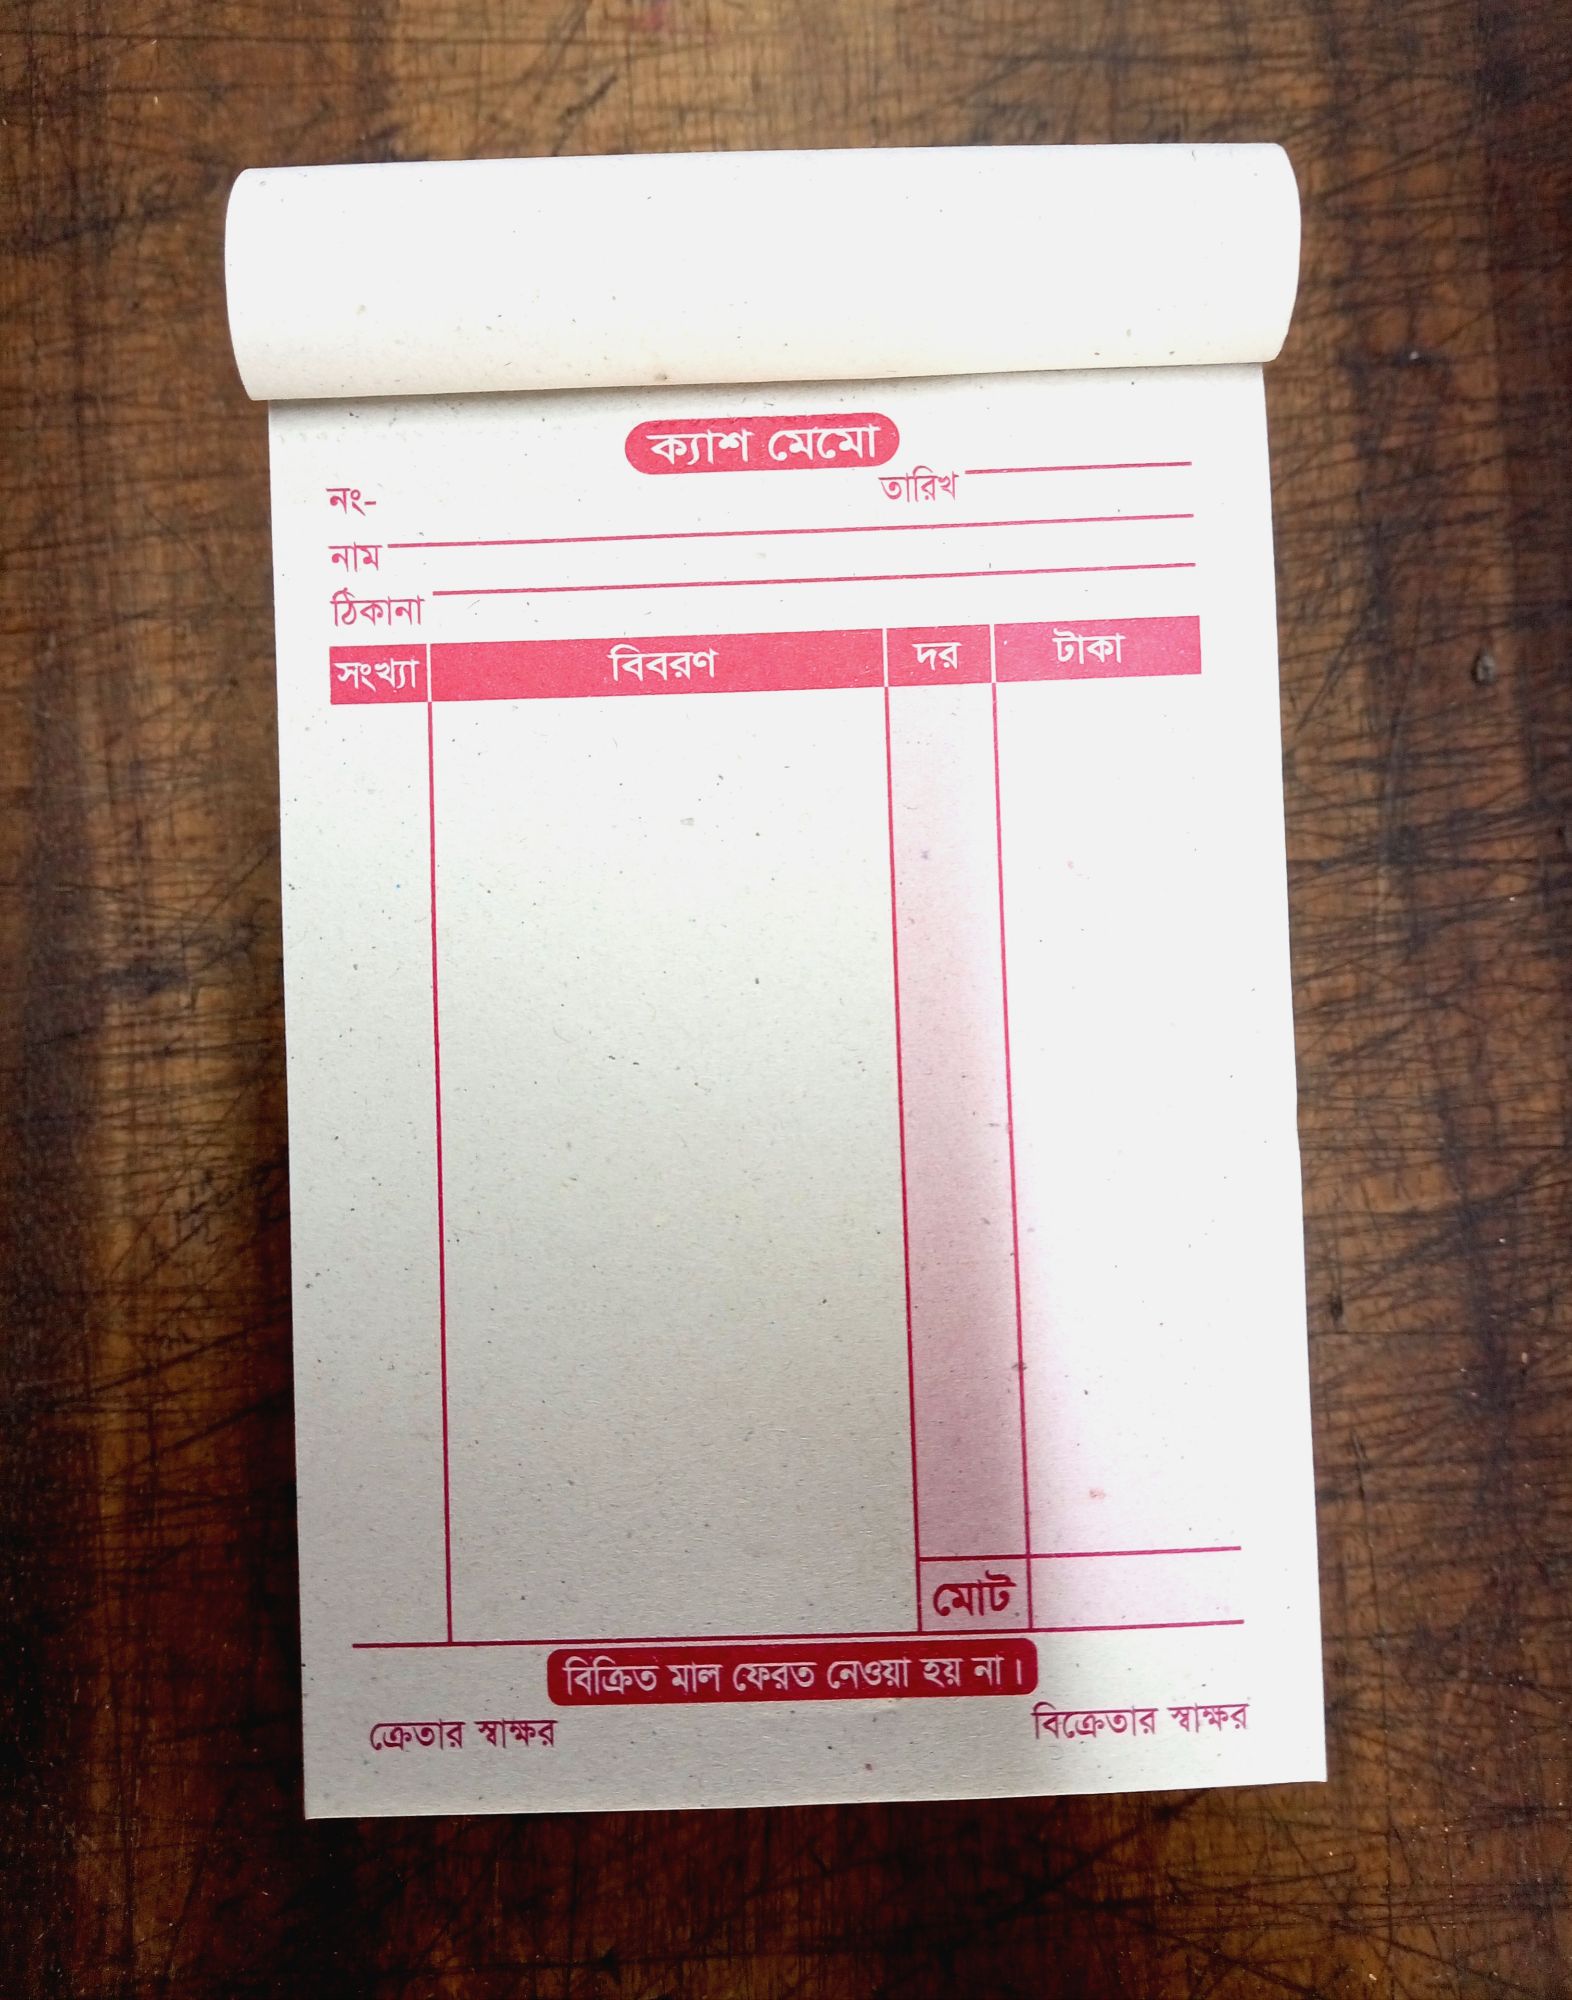 ক্যাশ মেমো
নং- তারিখ
নাম
ঠিকানা
সংখ্যা বিবরণ দর টাকা
মোট
বিক্রিত মাল ফেরত নেওয়া হয় না।
ক্রেতার স্বাক্ষর বিক্রেতার স্বাক্ষর